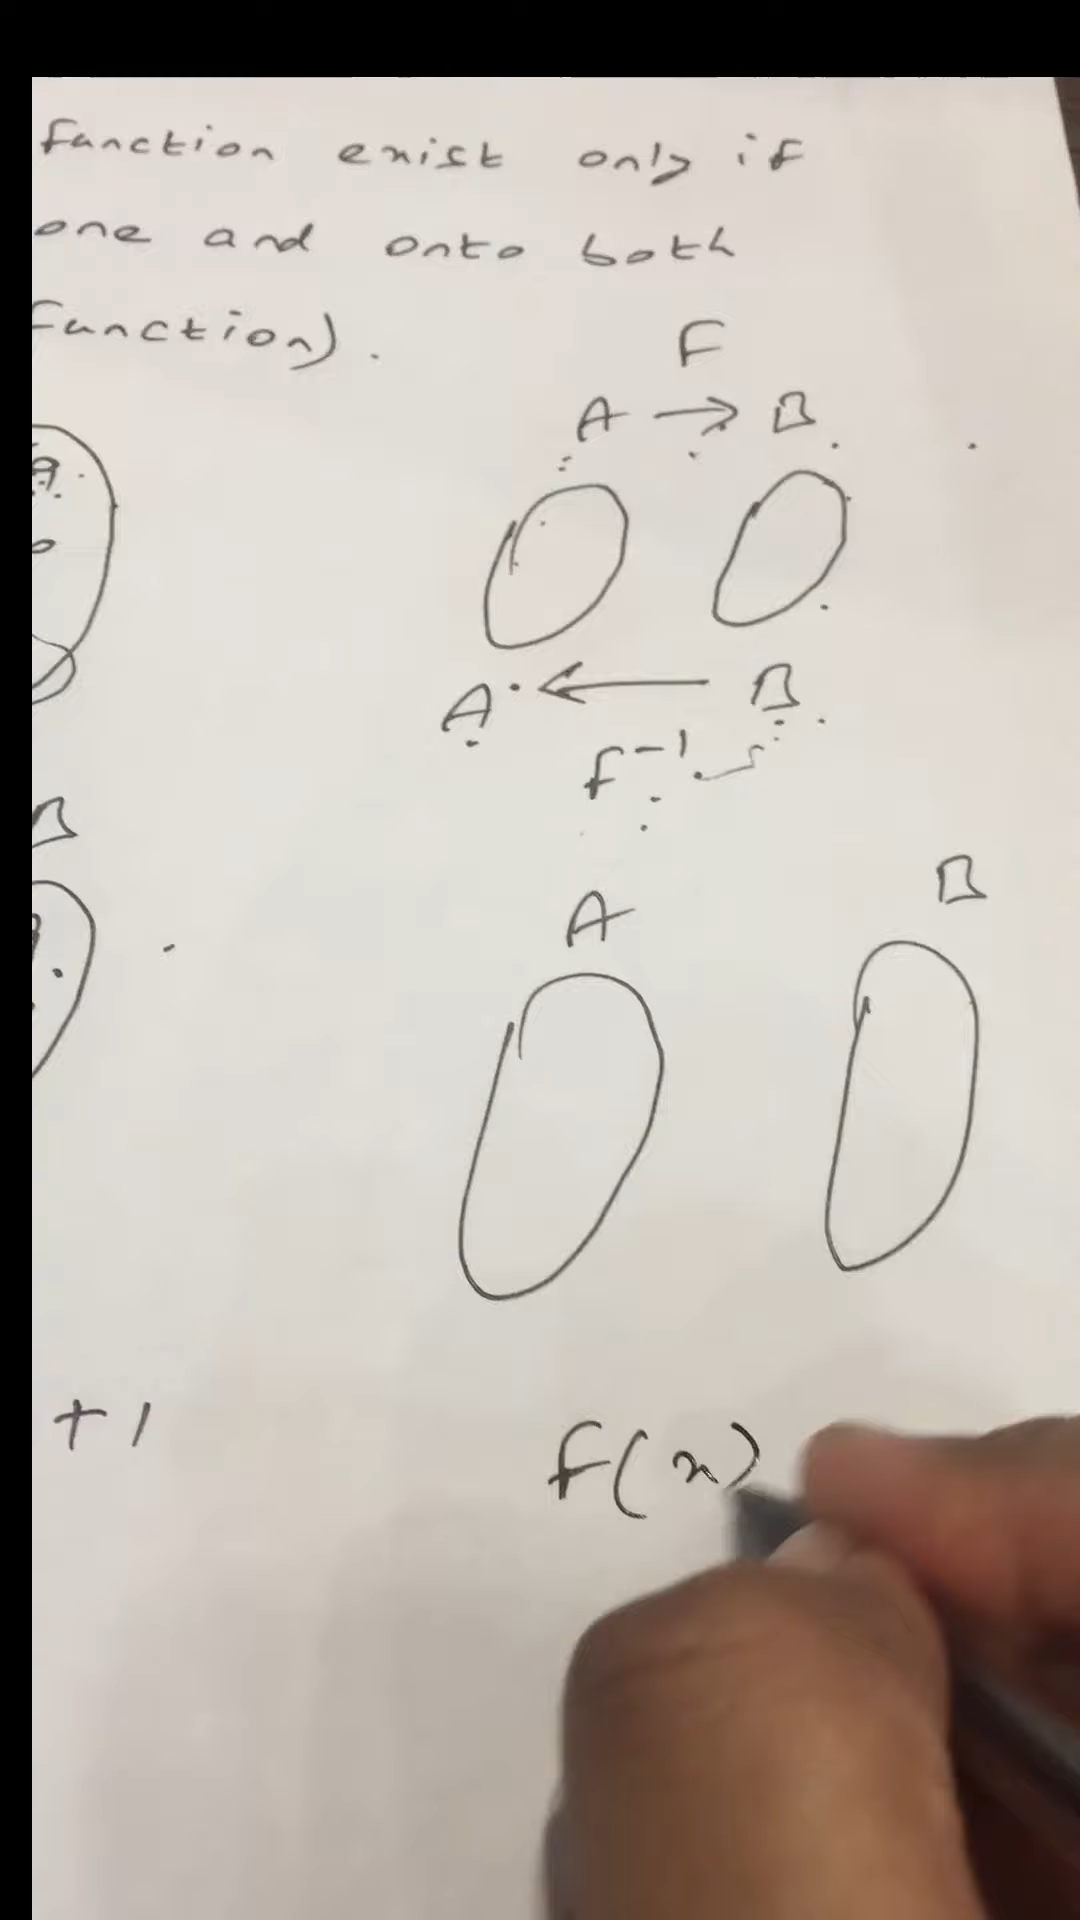 function exist only if
one and onto both
function).
F
A → B
A ← B
f⁻¹
B
A B
+1
f(x)